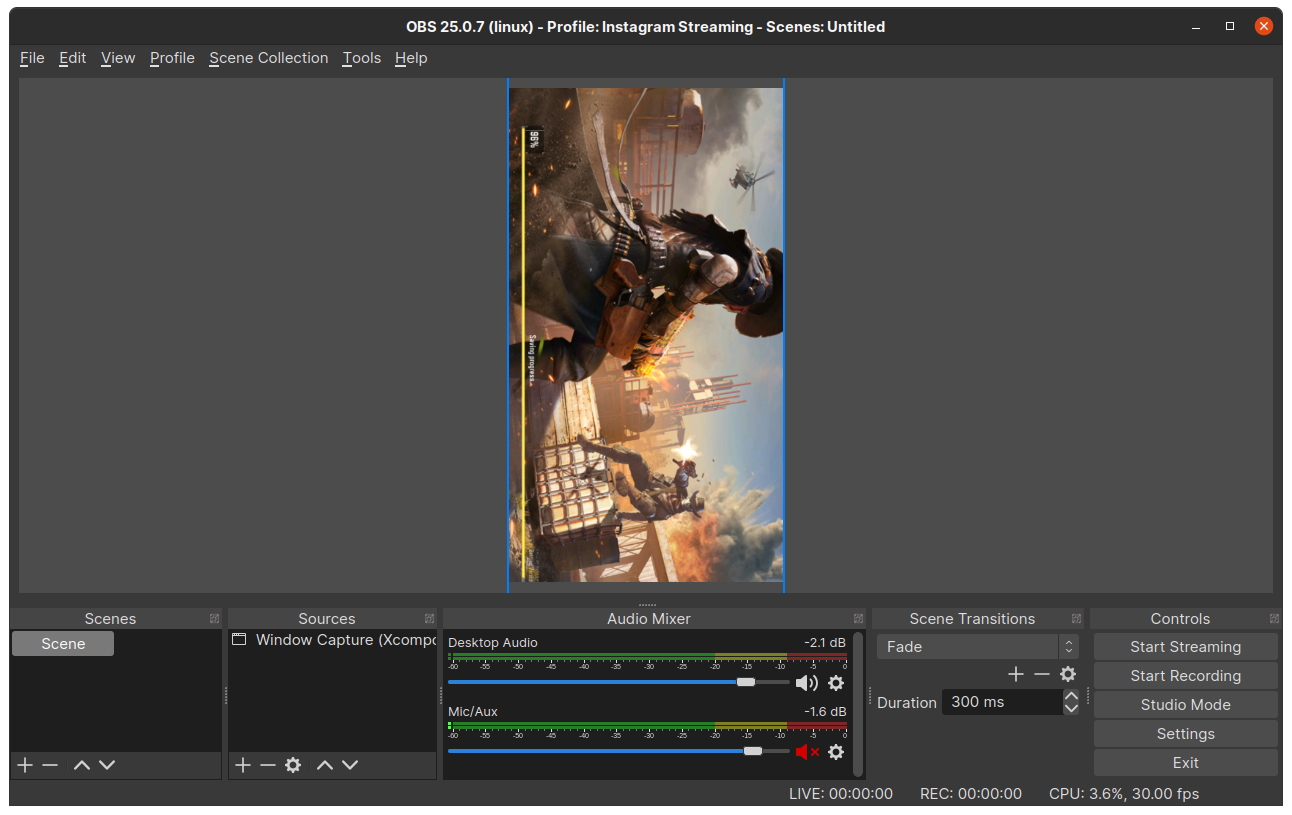 OBS 25.0.7 (linux) - Profile: Instagram Streaming - Scenes: Untitled
File Edit View Profile Scene Collection Tools Help
96%
Saving progress...
Scenes
Scene
Sources
Window Capture (Xcompo
Audio Mixer
Desktop Audio -2.1 dB
-60 -55 -50 -45 -40 -35 -30 -25 -20 -15 -10 -5 0
Mic/Aux -1.6 dB
-60 -55 -50 -45 -40 -35 -30 -25 -20 -15 -10 -5 0
Scene Transitions
Fade
Duration 300 ms
Controls
Start Streaming
Start Recording
Studio Mode
Settings
Exit
LIVE: 00:00:00 REC: 00:00:00 CPU: 3.6%, 30.00 fps